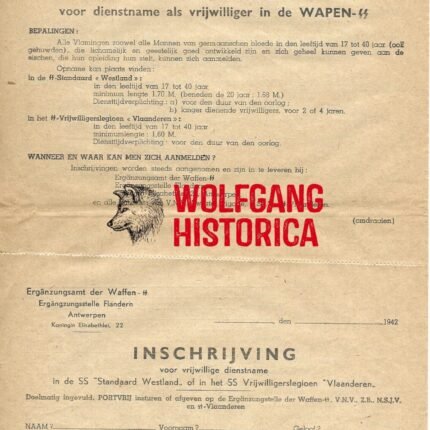 voor dienstname als vrijwilliger in de WAPEN-SS
BEPALINGEN:
Alle Vlamingen zoowel alle Mannen van germaanschen bloede in den leeftijd van 17 tot 40 jaar (ook
gehuwden), die lichamelijk en geestelijk goed ontwikkeld zijn en zich geheel kunnen geven aan de
eischen, die hun opleiding hun stelt, kunnen zich aanmelden.
Opname kan plaats vinden:
In de SS-Standaard « Westland »:
in den leeftijd van 17 tot 40 jaar
minimum lengte 1.70 M. (beneden de 20 jaar: 1.68 M.)
Diensttijdverplichting: a) voor den duur van den oorlog:
b) langer dienende vrijwilligers, voor 2 of 4 jaren.
in het SS-Vrijwilligerslegioen « Vlaanderen »:
in den leeftijd van 17 tot 40 jaar
minimumlengte: 1.60 M.
Diensttijdverplichting: voor den duur van den oorlog.
WANNEER EN WAAR KAN MEN ZICH AANMELDEN?
Inschrijvingen worden steeds aangenomen en zijn in te leveren bij:
Ergänzungsamt der Waffen-SS
Ergänzungsstelle
en alle
WOLFGANG
HISTORICA
(omdraaien)
Ergänzungsamt der Waffen-SS
Ergängzungsstelle Flandern
Antwerpen
Koningin Elisabethlei, 22
, den 1942
INSCHRIJVING
voor vrijwillige dienstname
in de SS "Standaard Westland,, of in het SS Vrijwilligerslegioen "Vlaanderen,,
Doelmatig ingevuld, PORTVRIJ insturen of afgeven op de Ergänzungsstelle der Waffen-SS, V.N.V., Z.B., N.S.J.V.
en SS-Vlaanderen
NAAM? Voornaam? Geloof?